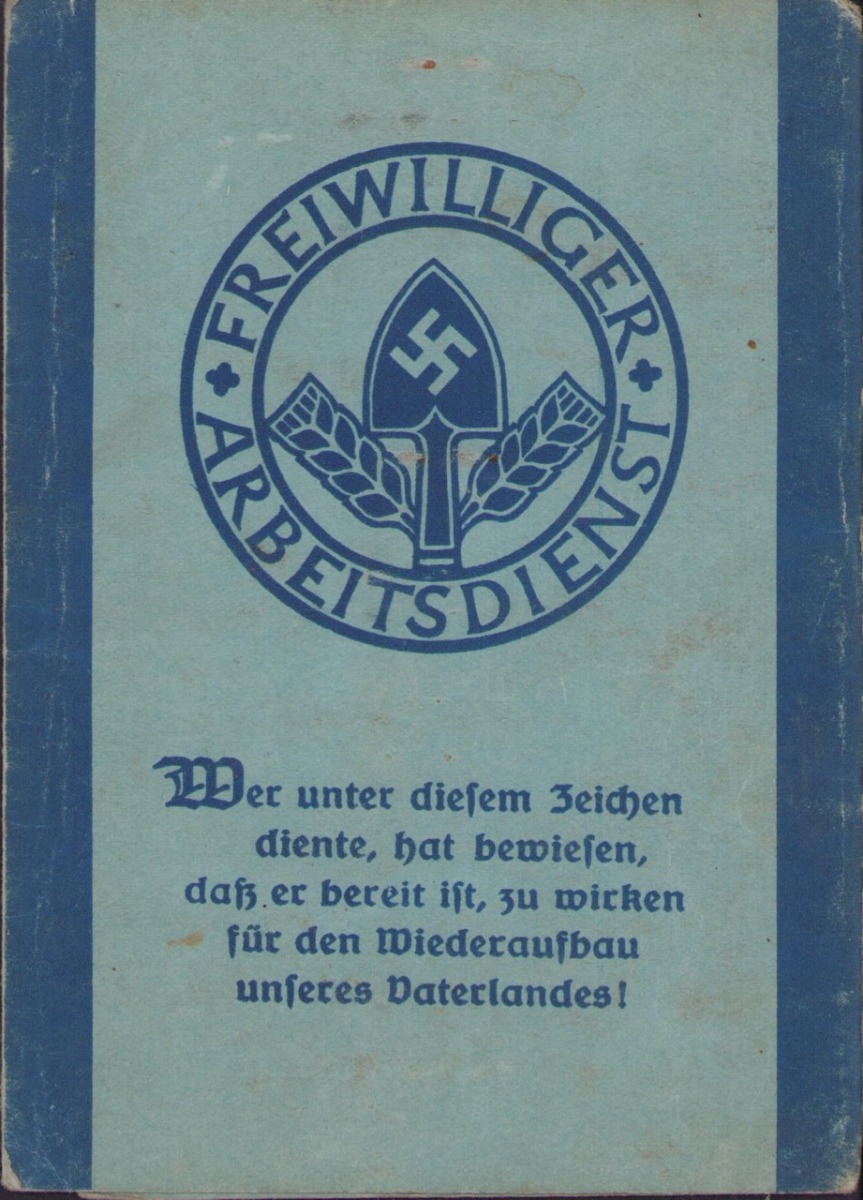 FREIWILLIGER
ARBEITSDIENST
Wer unter dieſem Zeichen
diente, hat bewieſen,
daß er bereit iſt, zu wirken
für den Wiederaufbau
unſeres Vaterlandes!